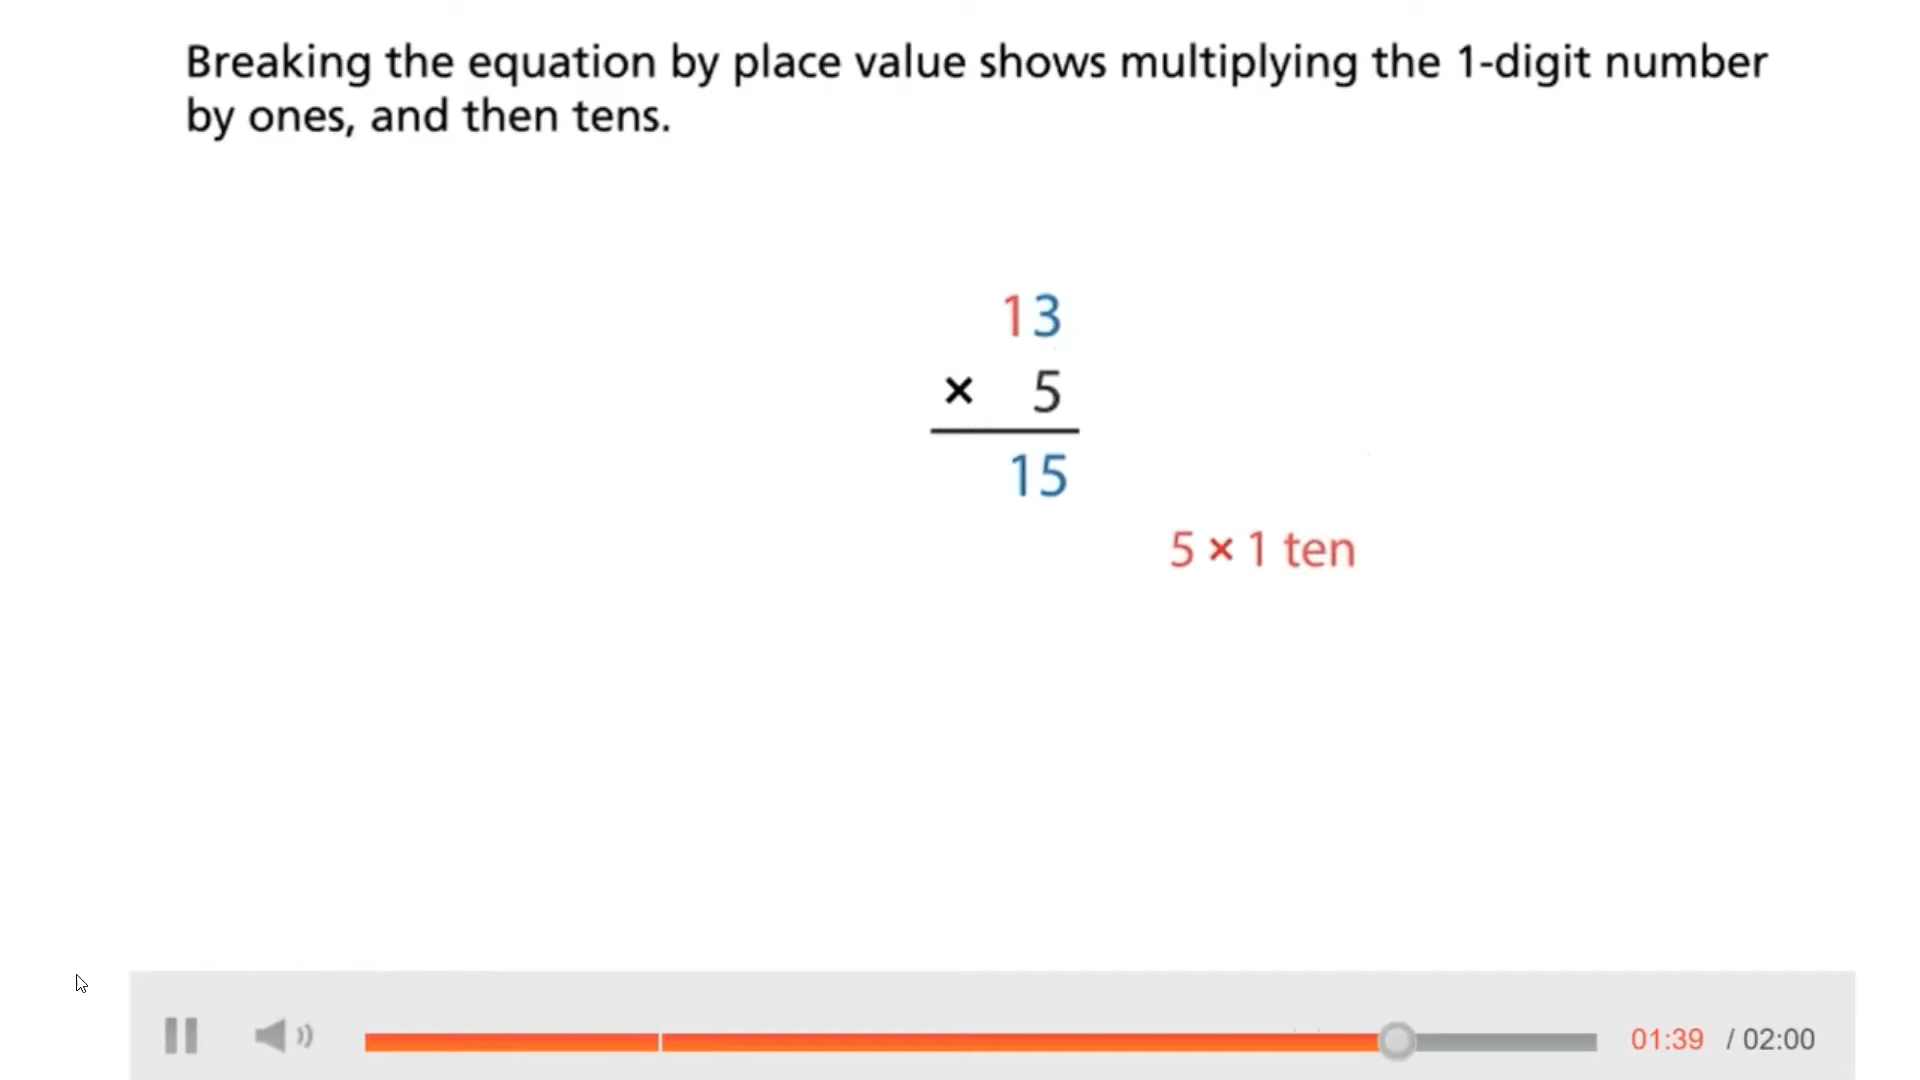 Breaking the equation by place value shows multiplying the 1-digit number
by ones, and then tens.
13
× 5
15
5 × 1 ten
01:39 / 02:00